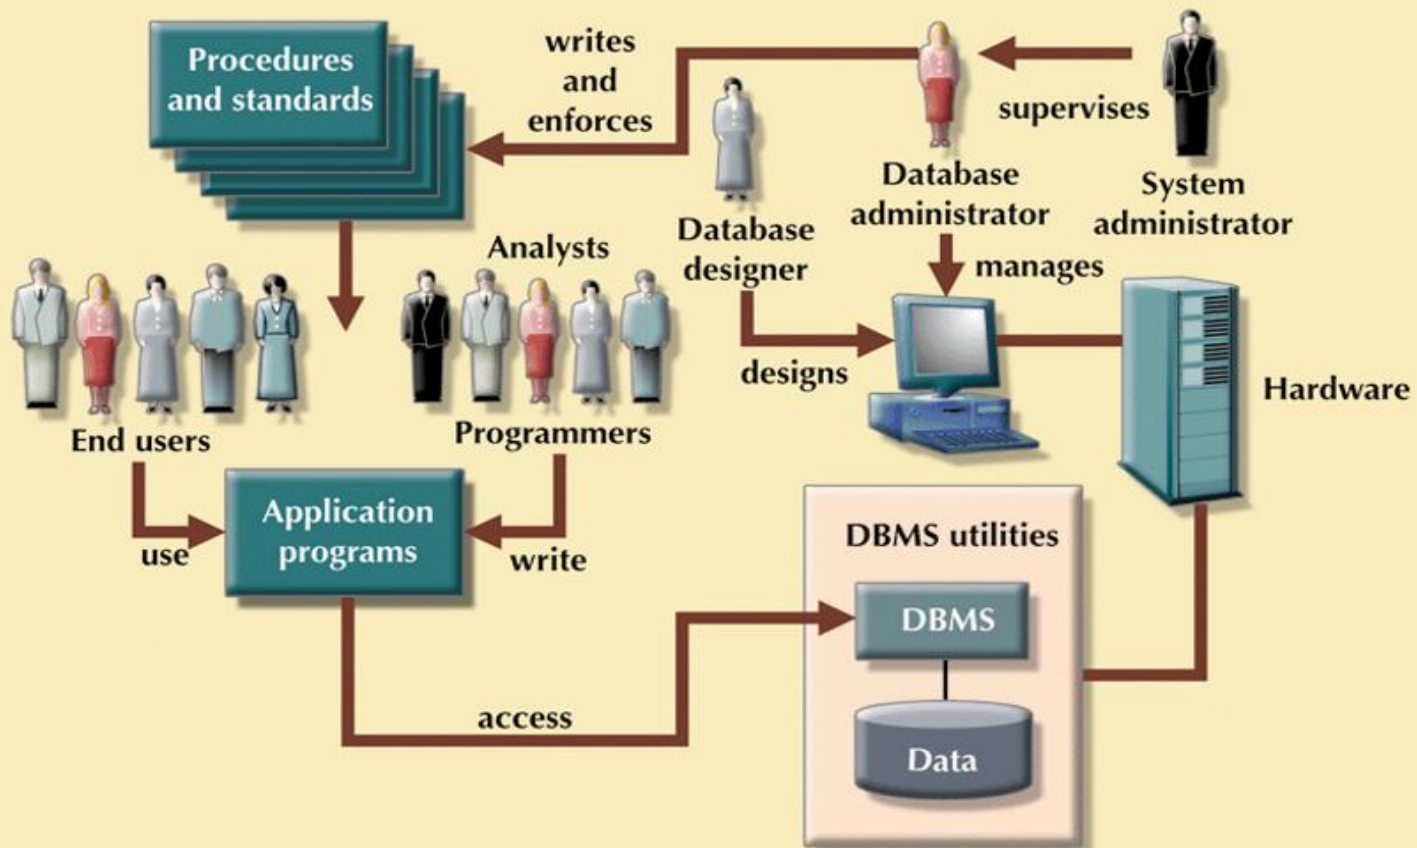 Procedures
and standards
writes
and
enforces
supervises
Database
administrator
System
administrator
Database
designer
manages
Analysts
designs
Hardware
End users
Programmers
Application
programs
use
write
DBMS utilities
DBMS
access
Data